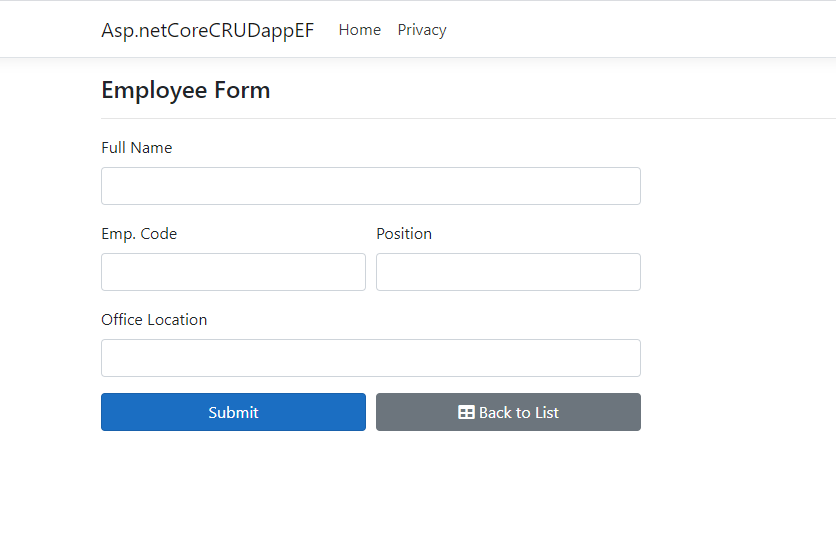 Asp.netCoreCRUDappEF Home Privacy
Employee Form
Full Name
Emp. Code Position
Office Location
Submit Back to List